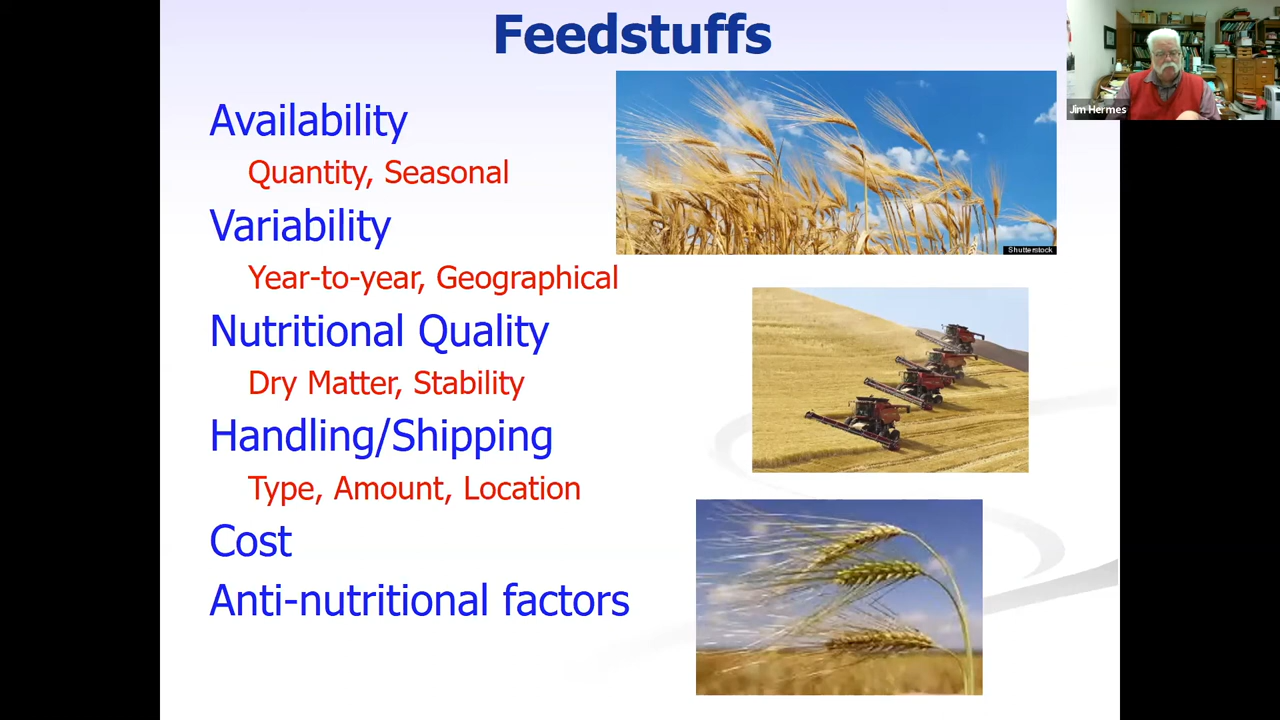 Feedstuffs
Availability
Quantity, Seasonal
Variability
Year-to-year, Geographical
Nutritional Quality
Dry Matter, Stability
Handling/Shipping
Type, Amount, Location
Cost
Anti-nutritional factors
Shutterstock
Jim Hermes